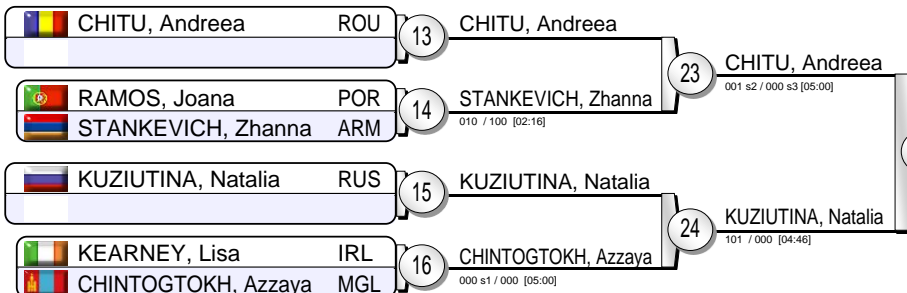 CHITU, Andreea ROU
13
CHITU, Andreea
23
CHITU, Andreea
001 s2 / 000 s3 [05:00]
RAMOS, Joana POR
STANKEVICH, Zhanna ARM
14
STANKEVICH, Zhanna
010 / 100 [02:16]
KUZIUTINA, Natalia RUS
15
KUZIUTINA, Natalia
24
KUZIUTINA, Natalia
101 / 000 [04:46]
KEARNEY, Lisa IRL
CHINTOGTOKH, Azzaya MGL
16
CHINTOGTOKH, Azzaya
000 s1 / 000 [05:00]